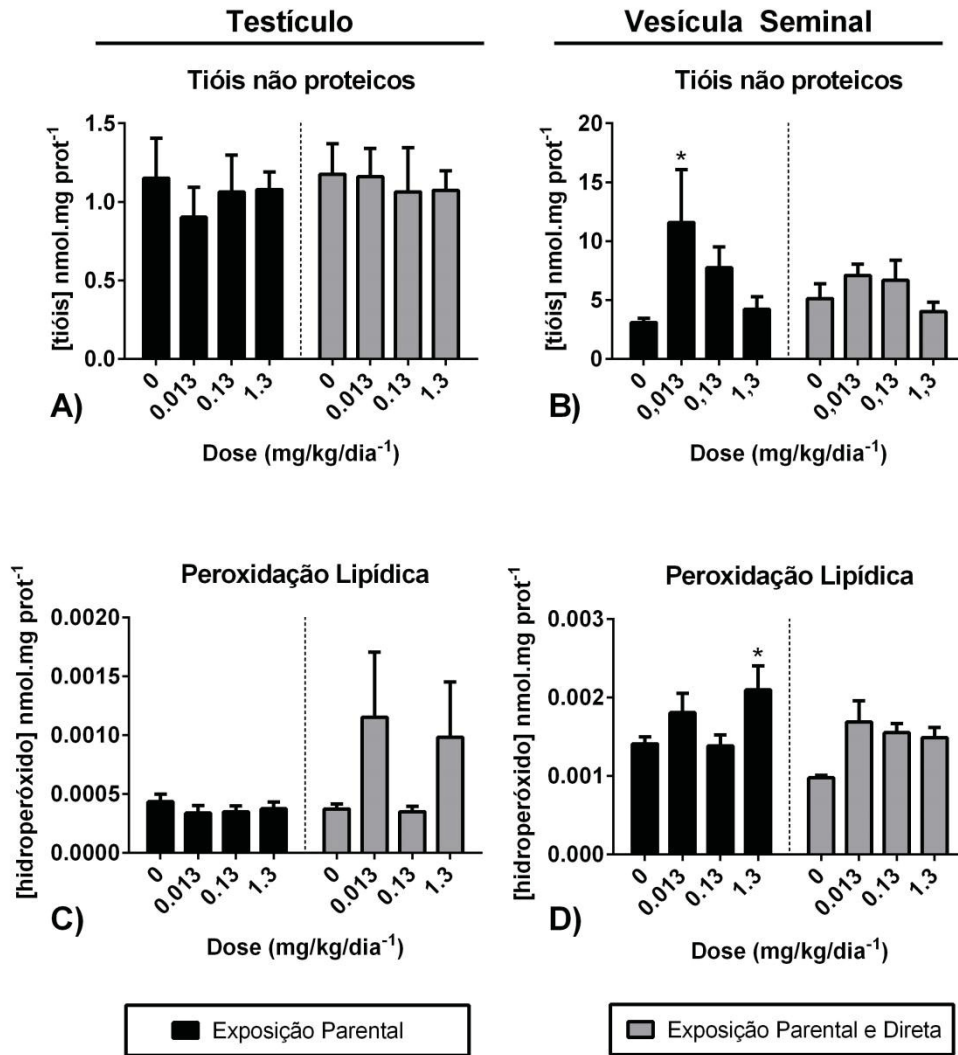 Testículo
Vesícula Seminal
Tióis não proteicos
[tióis] nmol.mg prot⁻¹
1.5
1.0
0.5
0.0
0 0.013 0.13 1.3 0 0.013 0.13 1.3
A)
Dose (mg/kg/dia⁻¹)
Tióis não proteicos
[tióis] nmol.mg prot⁻¹
20
15
10
5
0
*
0 0,013 0,13 1,3 0 0,013 0,13 1,3
B)
Dose (mg/kg/dia⁻¹)
Peroxidação Lipídica
[hidroperóxido] nmol.mg prot⁻¹
0.0020
0.0015
0.0010
0.0005
0.0000
0 0.013 0.13 1.3 0 0.013 0.13 1.3
C)
Dose (mg/kg/dia⁻¹)
Peroxidação Lipídica
[hidroperóxido] nmol.mg prot⁻¹
0.003
0.002
0.001
0.000
*
0 0.013 0.13 1.3 0 0.013 0.13 1.3
D)
Dose (mg/kg/dia⁻¹)
Exposição Parental
Exposição Parental e Direta